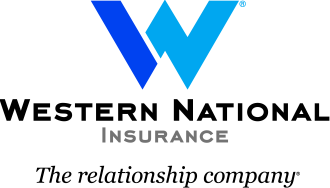 ®
WESTERN NATIONAL
INSURANCE
The relationship company®